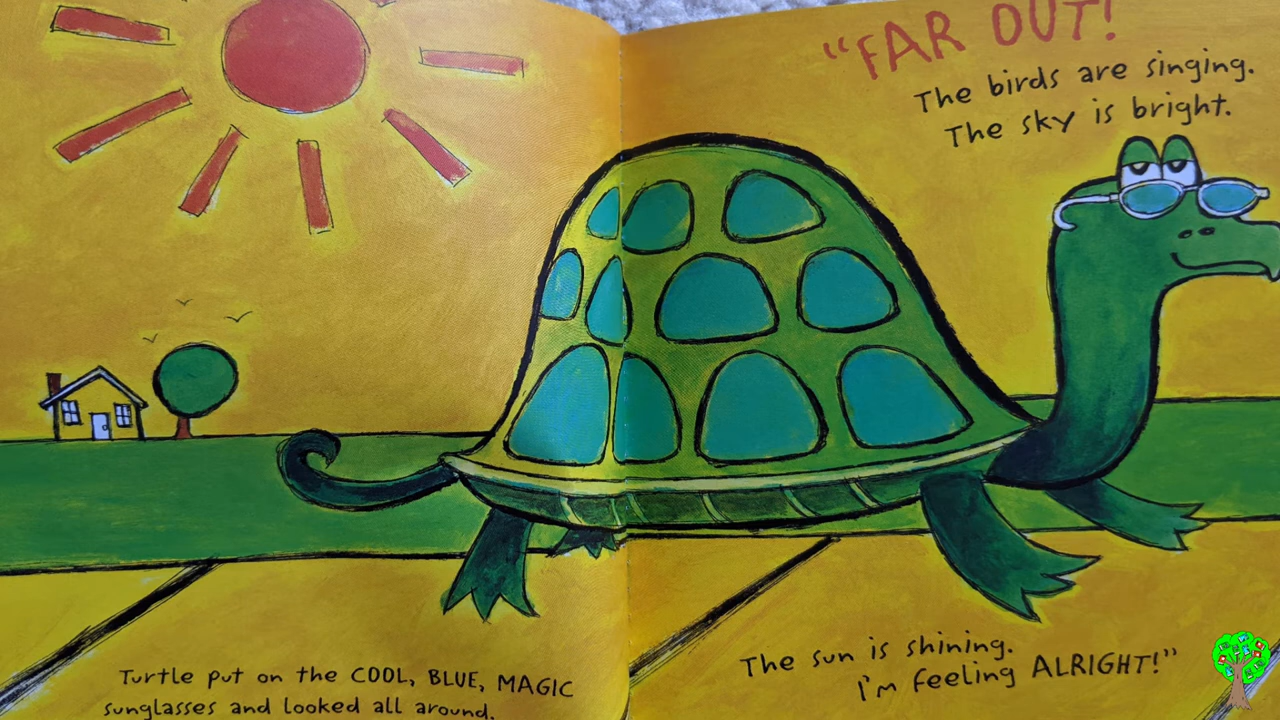 Turtle put on the COOL, BLUE, MAGIC
sunglasses and looked all around.
"FAR OUT!
The birds are singing.
The sky is bright.
The sun is shining.
I'm feeling ALRIGHT!"